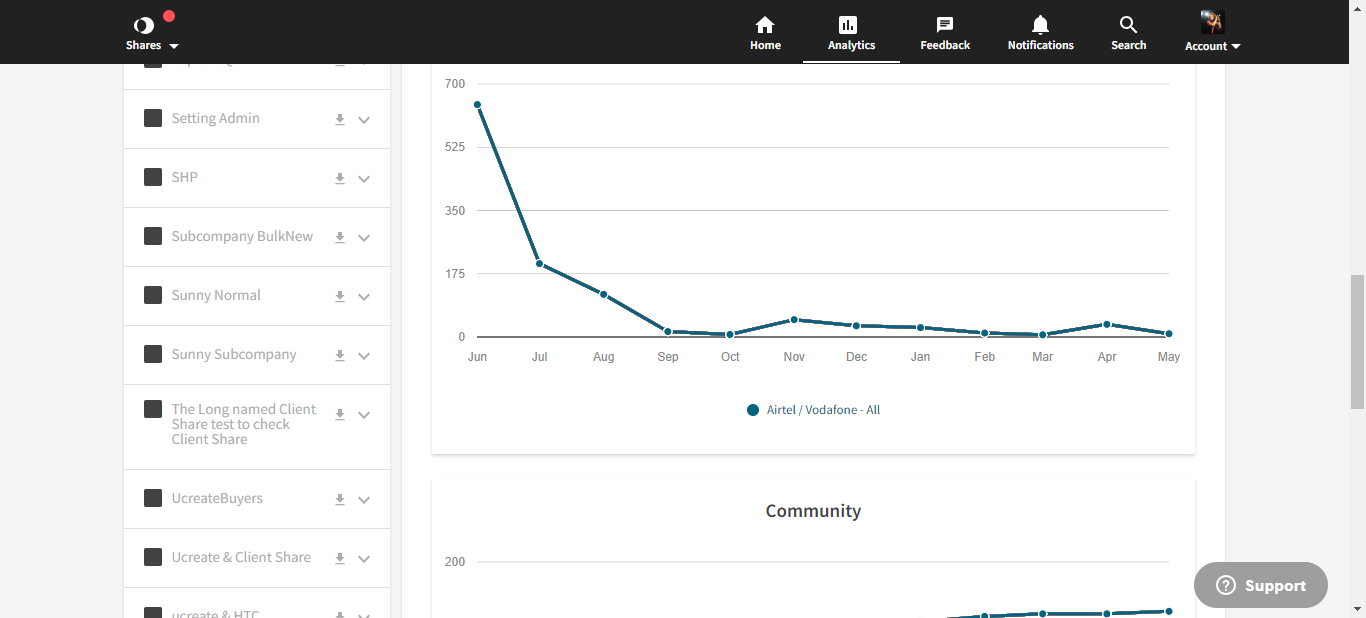 Shares
Home
Analytics
Feedback
Notifications
Search
Account
Setting Admin
SHP
Subcompany BulkNew
Sunny Normal
Sunny Subcompany
The Long named Client
Share test to check
Client Share
UcreateBuyers
Ucreate & Client Share
ucreate & HTC
700
525
350
175
0
Jun Jul Aug Sep Oct Nov Dec Jan Feb Mar Apr May
Airtel / Vodafone - All
Community
200
Support